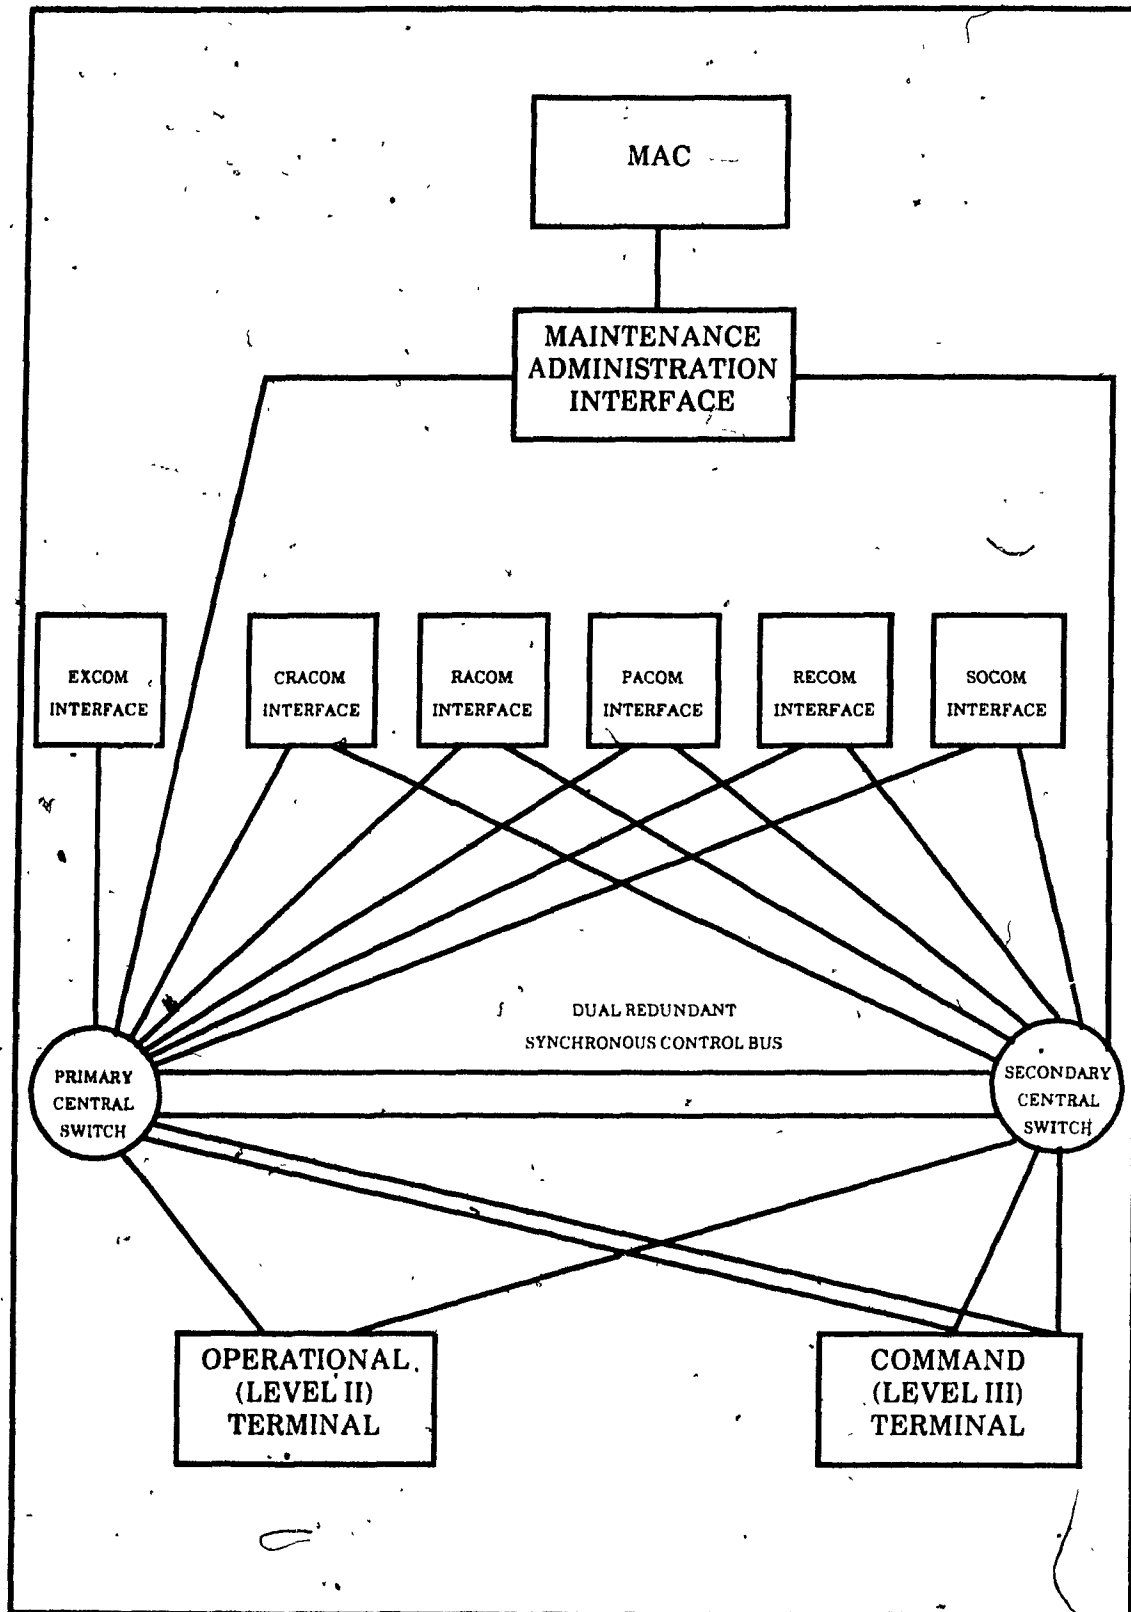 MAC
MAINTENANCE
ADMINISTRATION
INTERFACE
EXCOM
INTERFACE
CRACOM
INTERFACE
RACOM
INTERFACE
PACOM
INTERFACE
RECOM
INTERFACE
SOCOM
INTERFACE
DUAL REDUNDANT
SYNCHRONOUS CONTROL BUS
PRIMARY
CENTRAL
SWITCH
SECONDARY
CENTRAL
SWITCH
OPERATIONAL
(LEVEL II)
TERMINAL
COMMAND
(LEVEL III)
TERMINAL